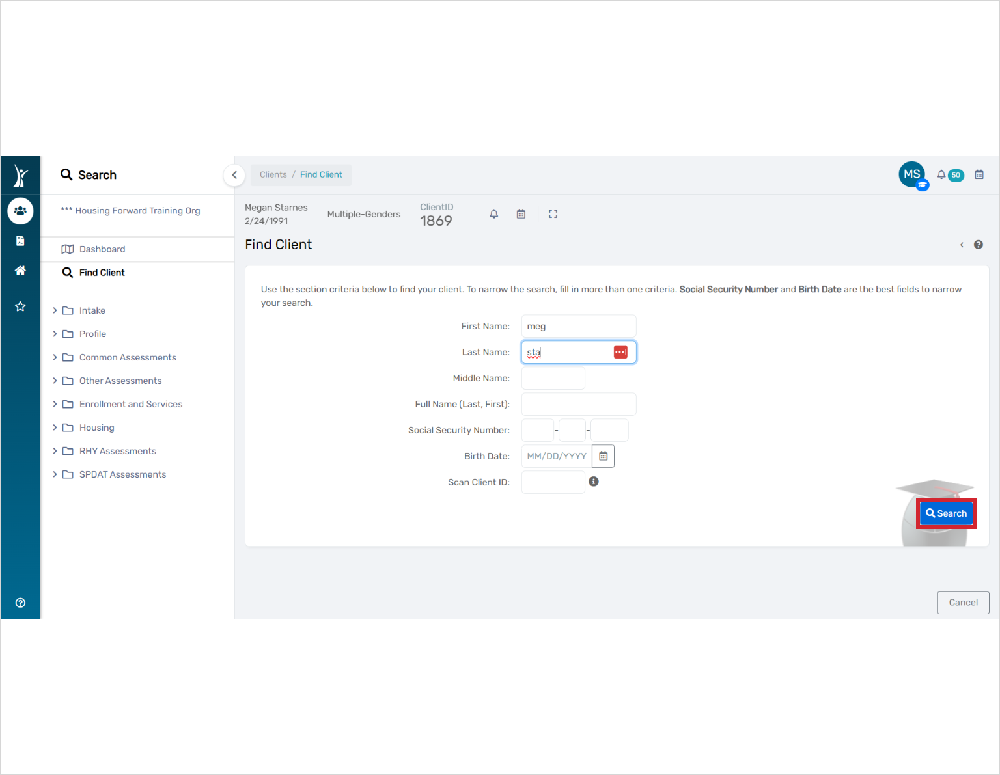 Search
Clients / Find Client
MS
50
*** Housing Forward Training Org
Megan Starnes
2/24/1991
Multiple-Genders
ClientID
1869
Dashboard
Find Client
Find Client
Use the section criteria below to find your client. To narrow the search, fill in more than one criteria. Social Security Number and Birth Date are the best fields to narrow
your search.
Intake
Profile
Common Assessments
Other Assessments
Enrollment and Services
Housing
RHY Assessments
SPDAT Assessments
First Name: meg
Last Name: sta
Middle Name:
Full Name (Last, First):
Social Security Number: - -
Birth Date: MM/DD/YYYY
Scan Client ID:
Search
Cancel